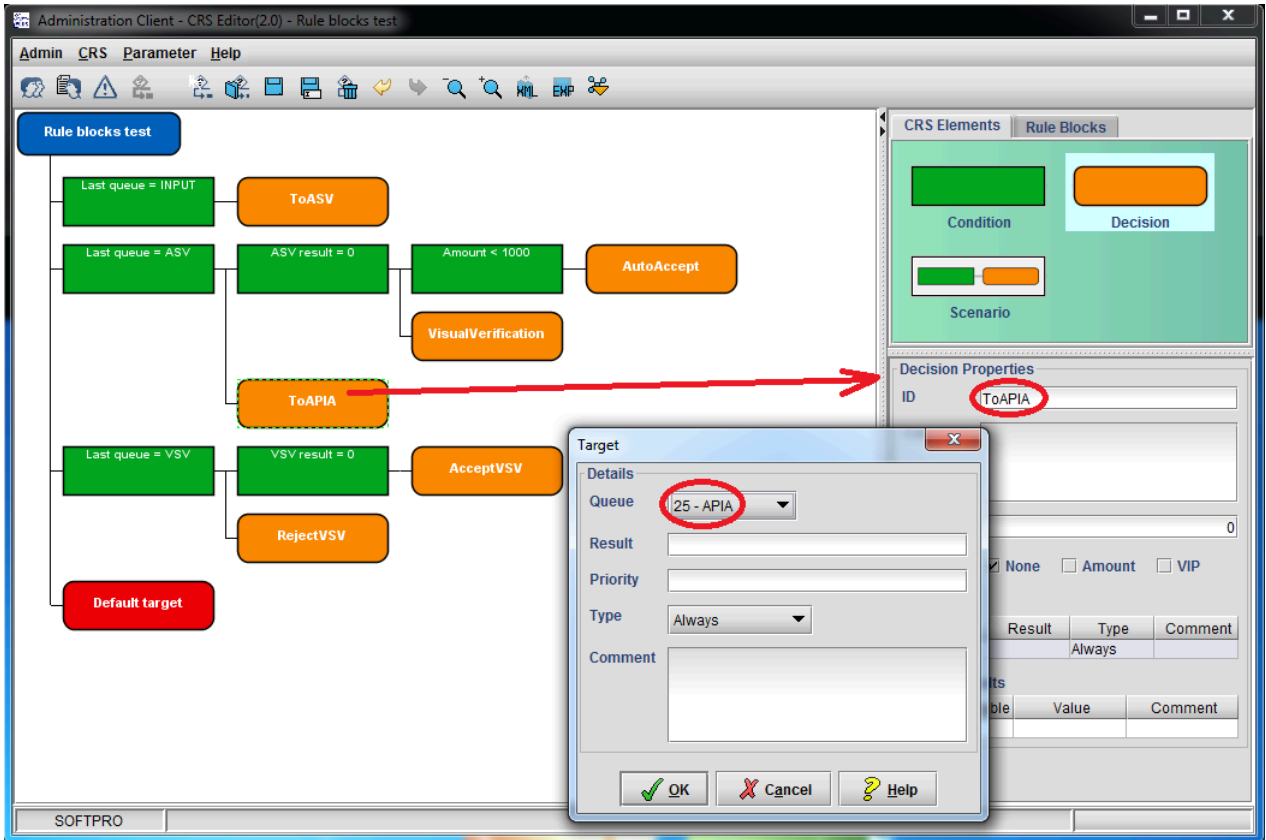 Administration Client - CRS Editor(2.0) - Rule blocks test
Admin CRS Parameter Help
XML EXP
Rule blocks test
Last queue = INPUT
ToASV
Last queue = ASV
ASV result = 0
Amount < 1000
AutoAccept
VisualVerification
ToAPIA
Last queue = VSV
VSV result = 0
AcceptVSV
RejectVSV
Default target
CRS Elements Rule Blocks
Condition
Decision
Scenario
Decision Properties
ID ToAPIA
0
None Amount VIP
Result Type Comment
Always
Value Comment
Target
Details
Queue 25 - APIA
Result
Priority
Type Always
Comment
OK Cancel Help
SOFTPRO